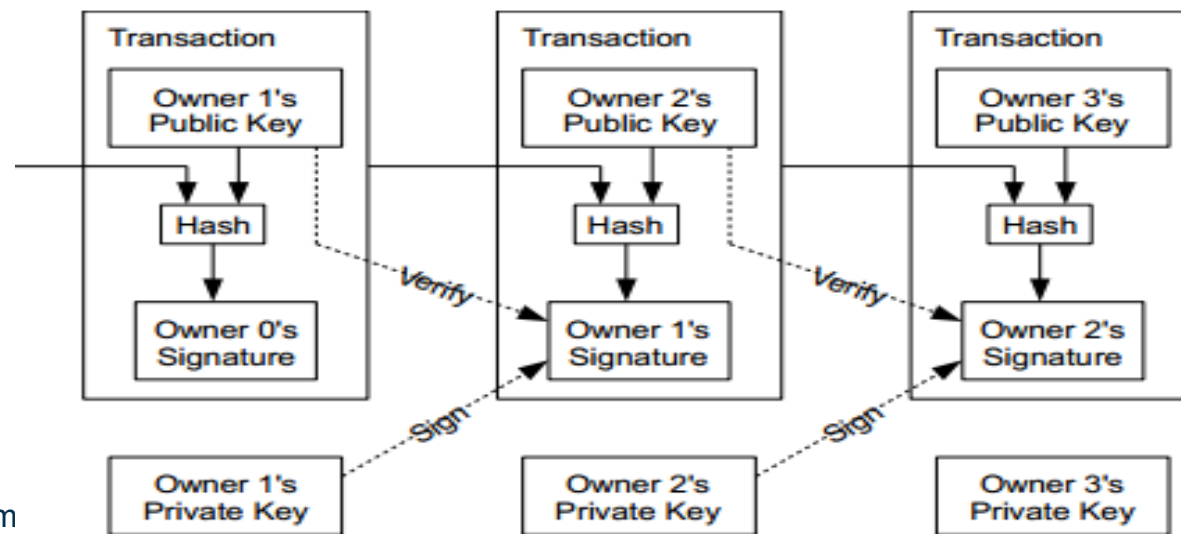 Transaction
Transaction
Transaction
Owner 1's
Public Key
Owner 2's
Public Key
Owner 3's
Public Key
Hash
Hash
Hash
Verify
Verify
Owner 0's
Signature
Owner 1's
Signature
Owner 2's
Signature
Sign
Sign
Owner 1's
Private Key
Owner 2's
Private Key
Owner 3's
Private Key
m